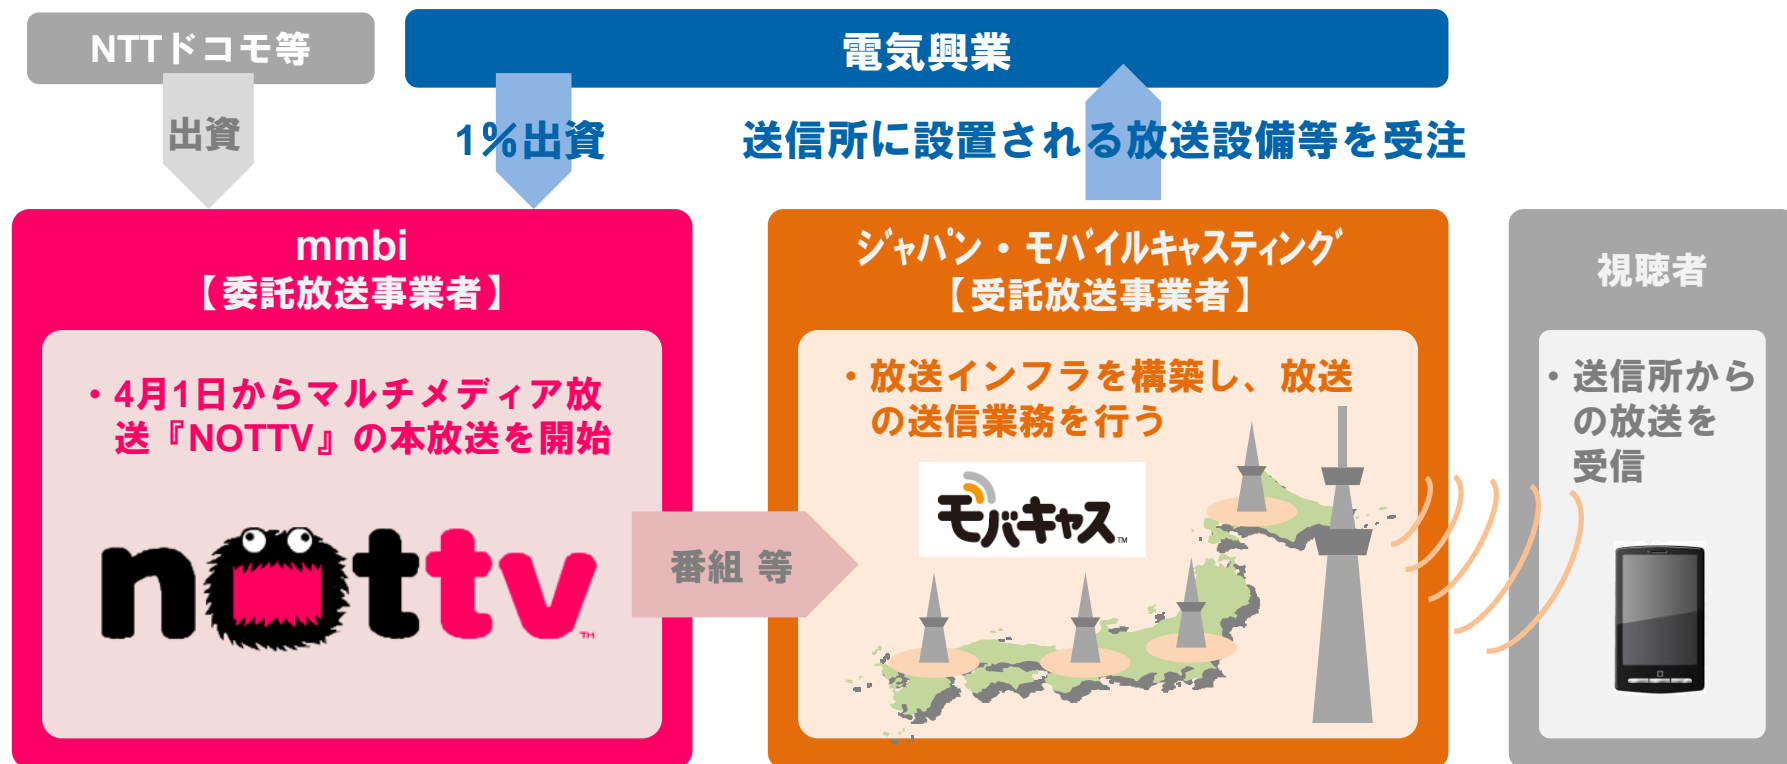 NTTドコモ等
電気興業
出資
1%出資
送信所に設置される放送設備等を受注
mmbi
【委託放送事業者】
・4月1日からマルチメディア放
送『NOTTV』の本放送を開始
nottv™
番組 等
ｼﾞｬﾊﾟﾝ・ﾓﾊﾞｲﾙｷｬｽﾃｨﾝｸﾞ
【受託放送事業者】
・放送インフラを構築し、放送
の送信業務を行う
モバキャス™
視聴者
・送信所から
の放送を
受信